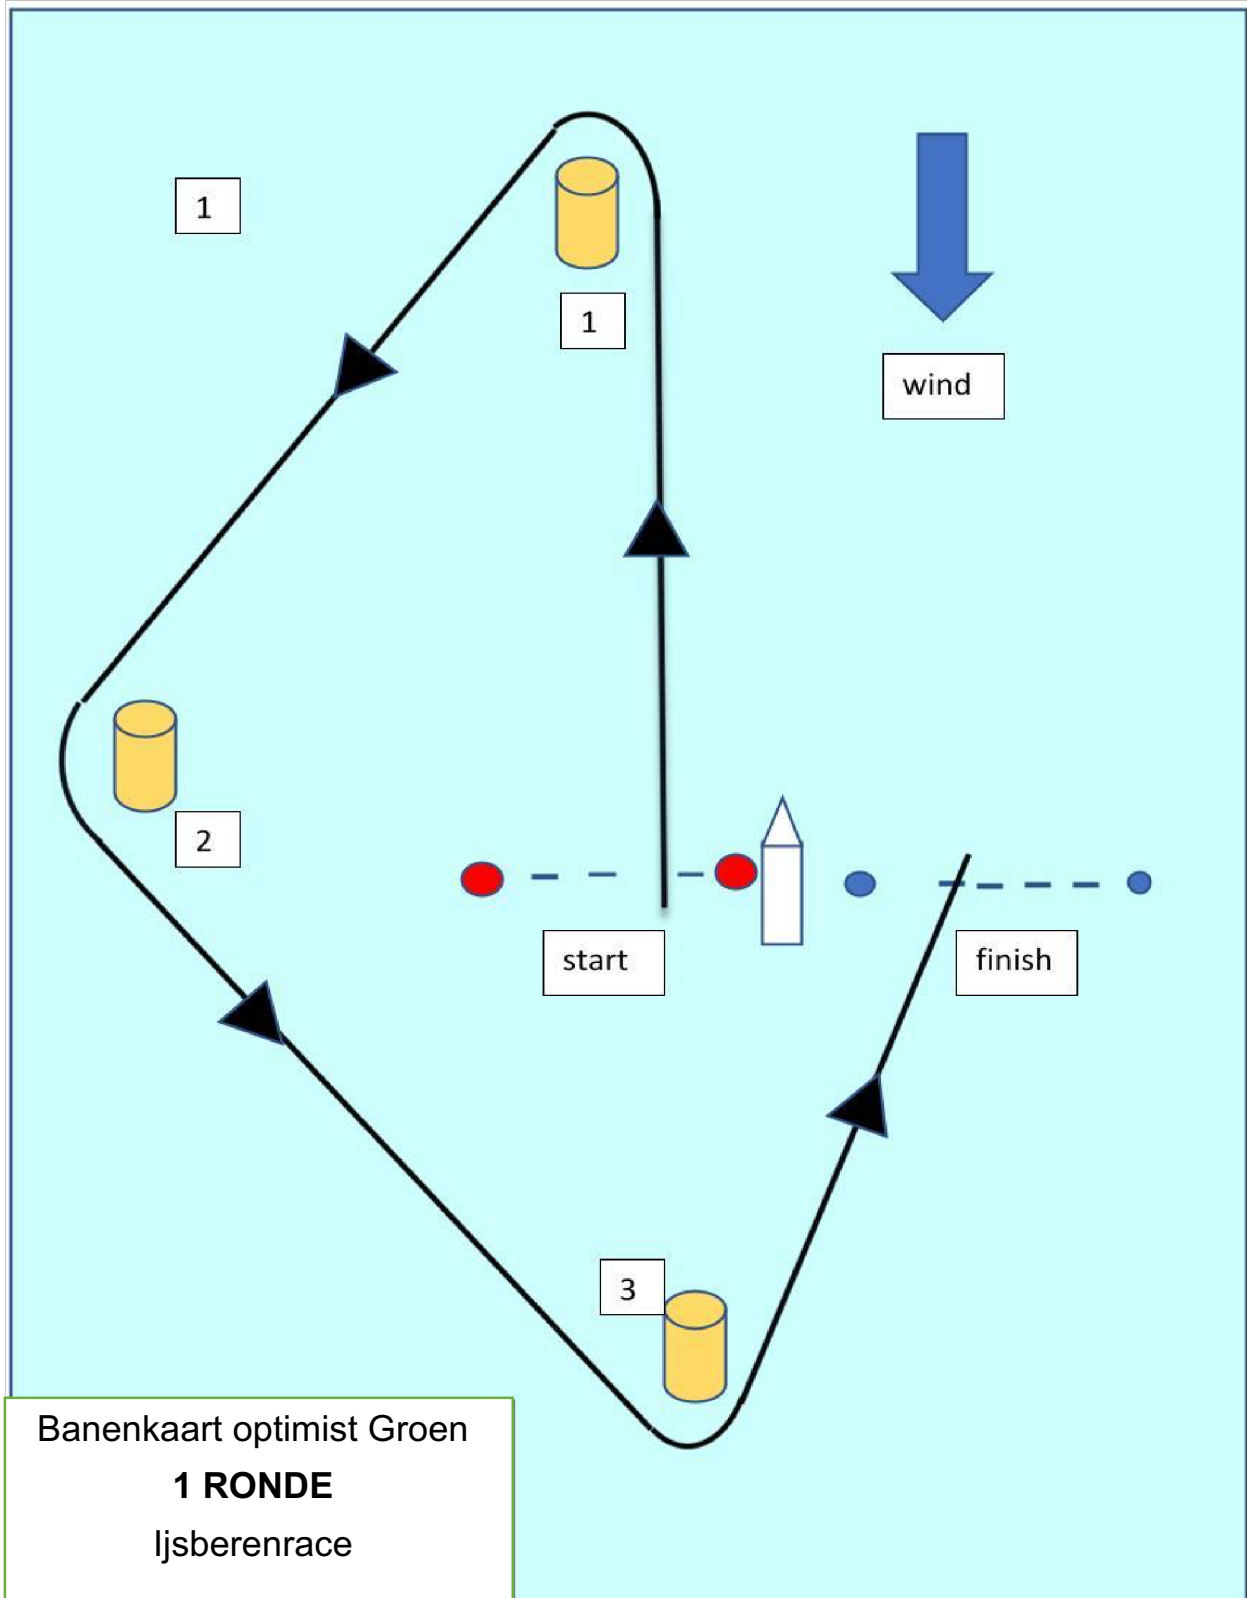 1
1
wind
2
start
finish
3
Banenkaart optimist Groen
1 RONDE
Ijsberenrace